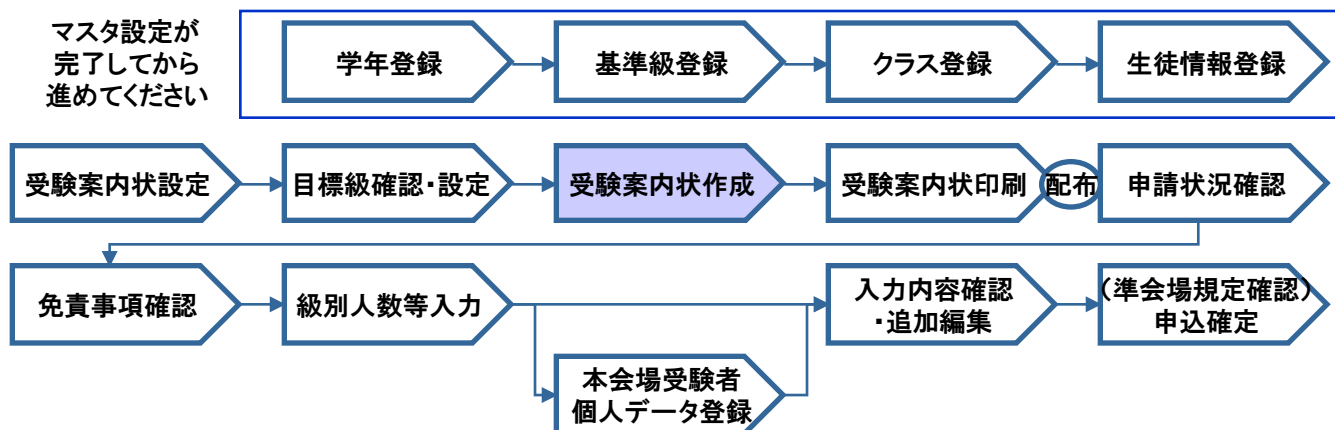 マスタ設定が
完了してから
進めてください
学年登録
基準級登録
クラス登録
生徒情報登録
受験案内状設定
目標級確認・設定
受験案内状作成
受験案内状印刷
配布
申請状況確認
免責事項確認
級別人数等入力
入力内容確認
・追加編集
(準会場規定確認)
申込確定
本会場受験者
個人データ登録